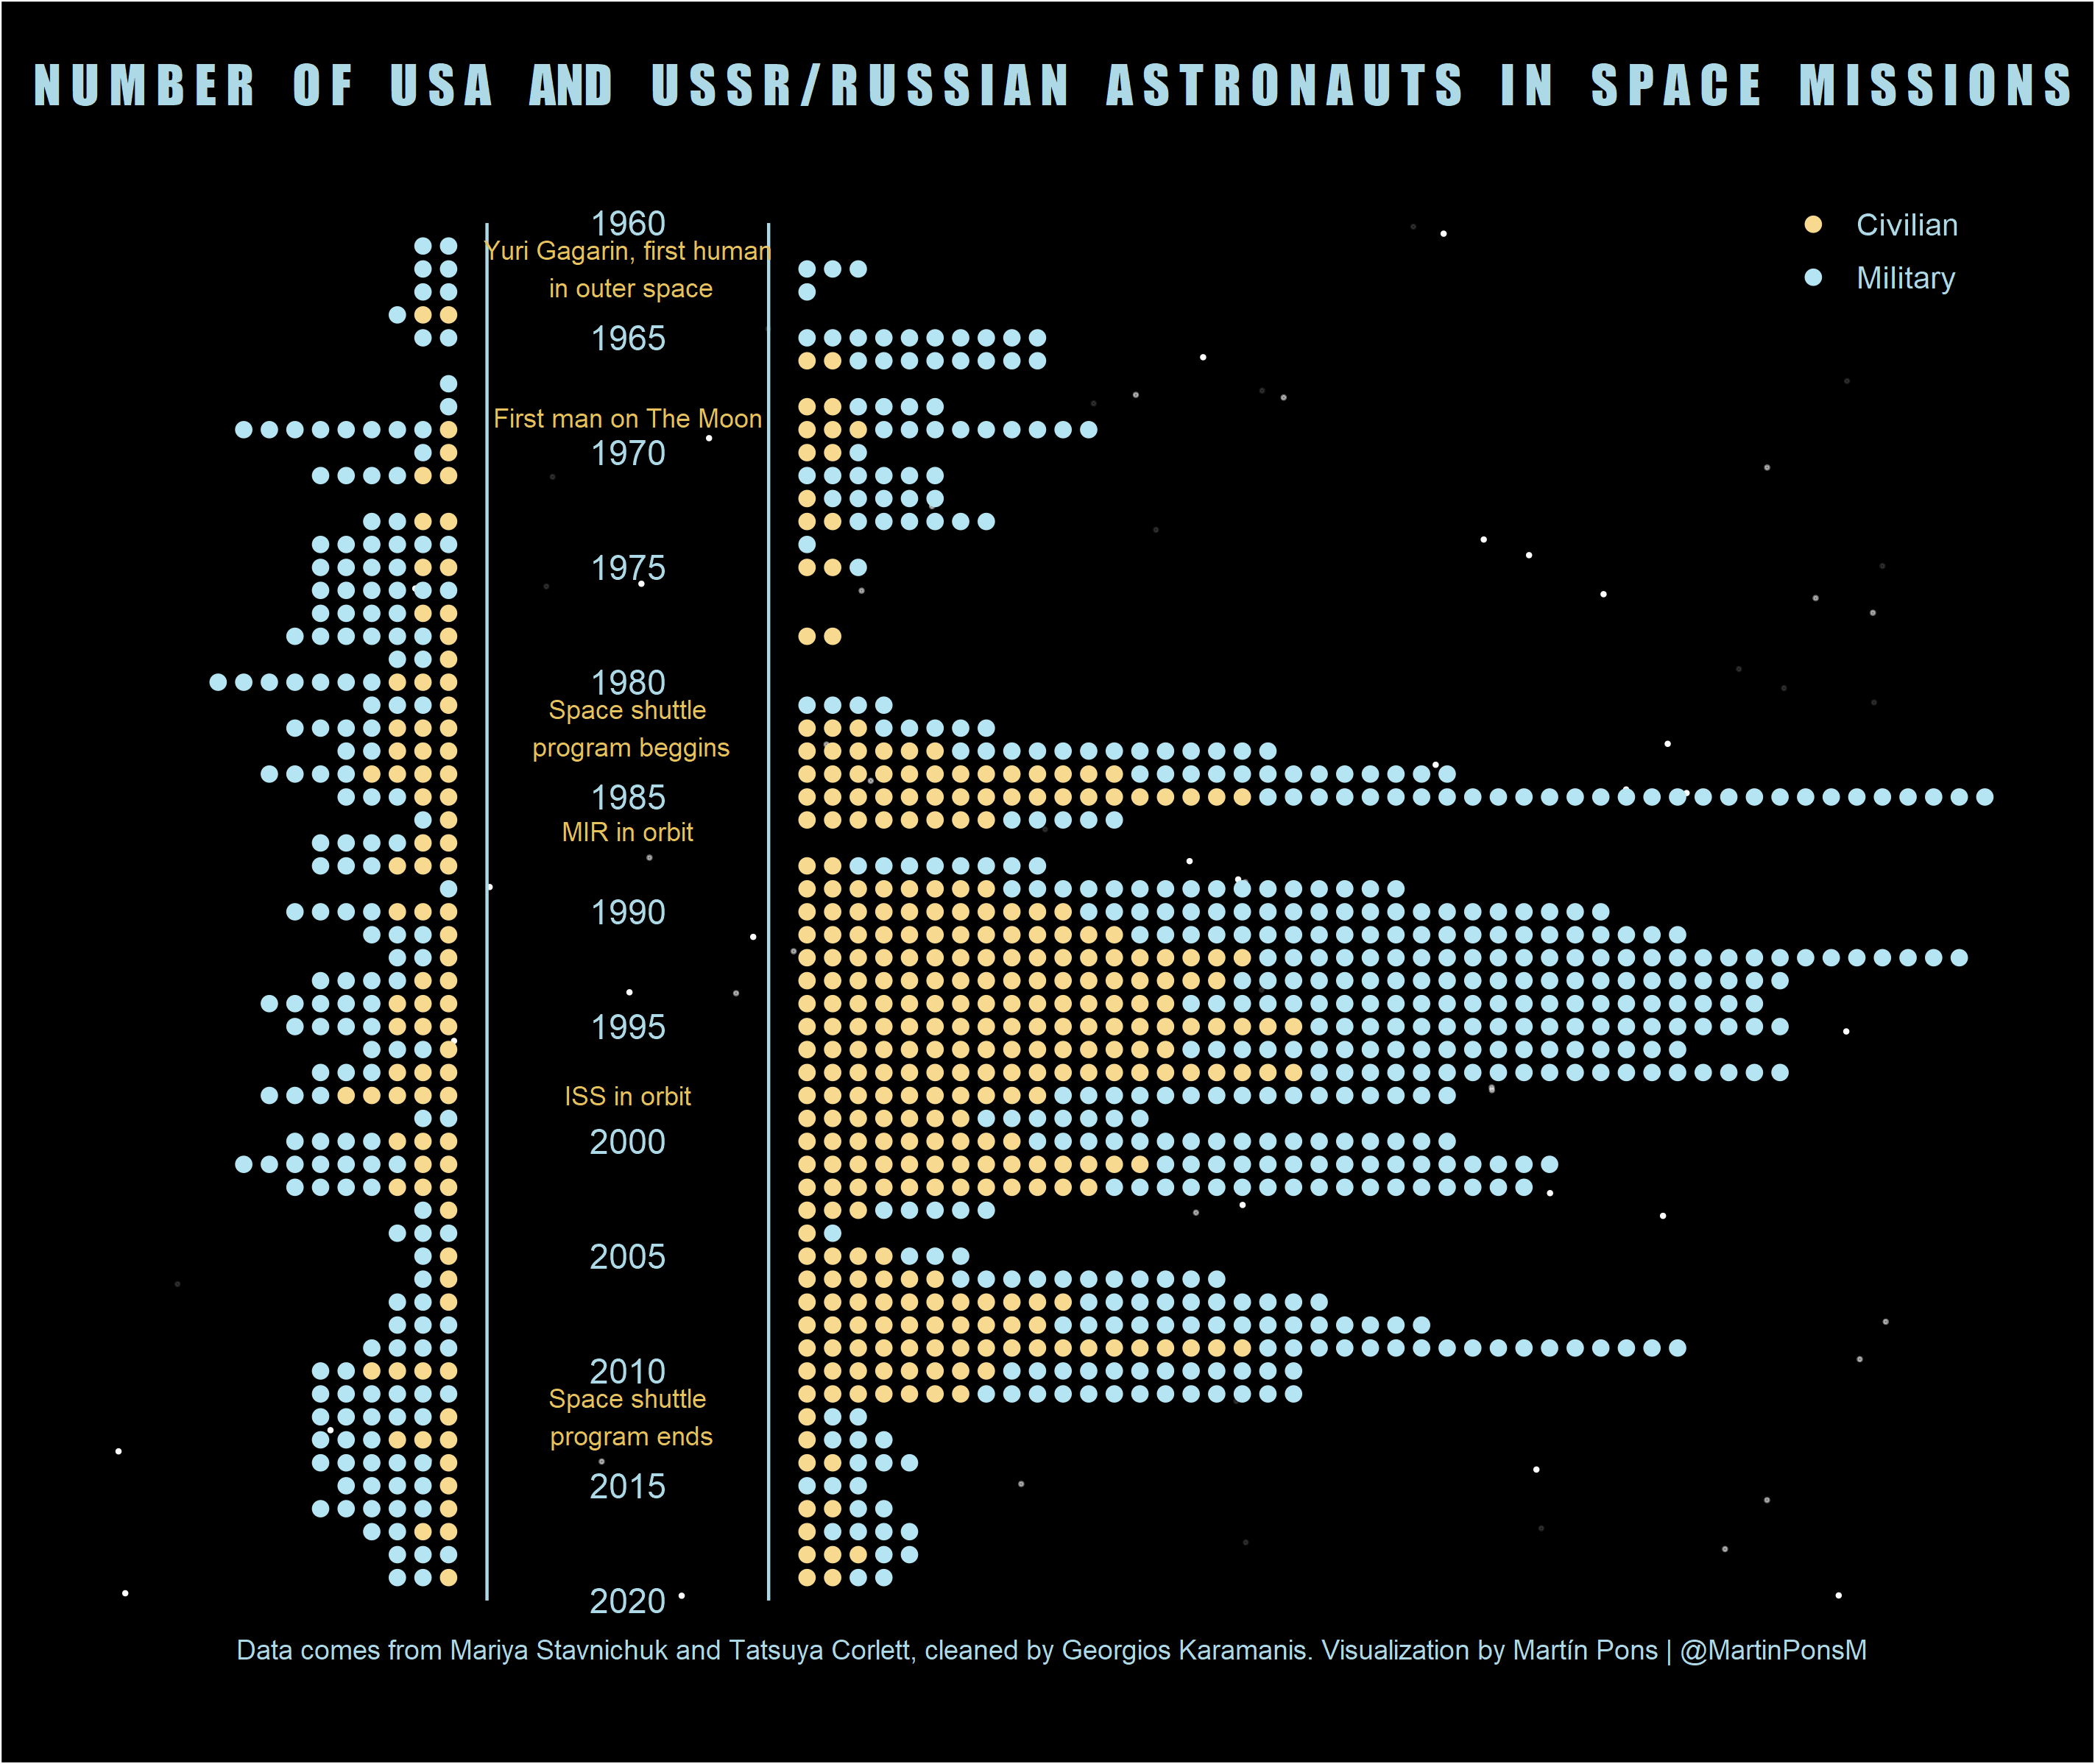 NUMBER OF USA AND USSR/RUSSIAN ASTRONAUTS IN SPACE MISSIONS
Civilian
Military
1960
Yuri Gagarin, first human
in outer space
1965
First man on The Moon
1970
1975
1980
Space shuttle
program beggins
1985
MIR in orbit
1990
1995
ISS in orbit
2000
2005
2010
Space shuttle
program ends
2015
2020
Data comes from Mariya Stavnichuk and Tatsuya Corlett, cleaned by Georgios Karamanis. Visualization by Martín Pons | @MartinPonsM